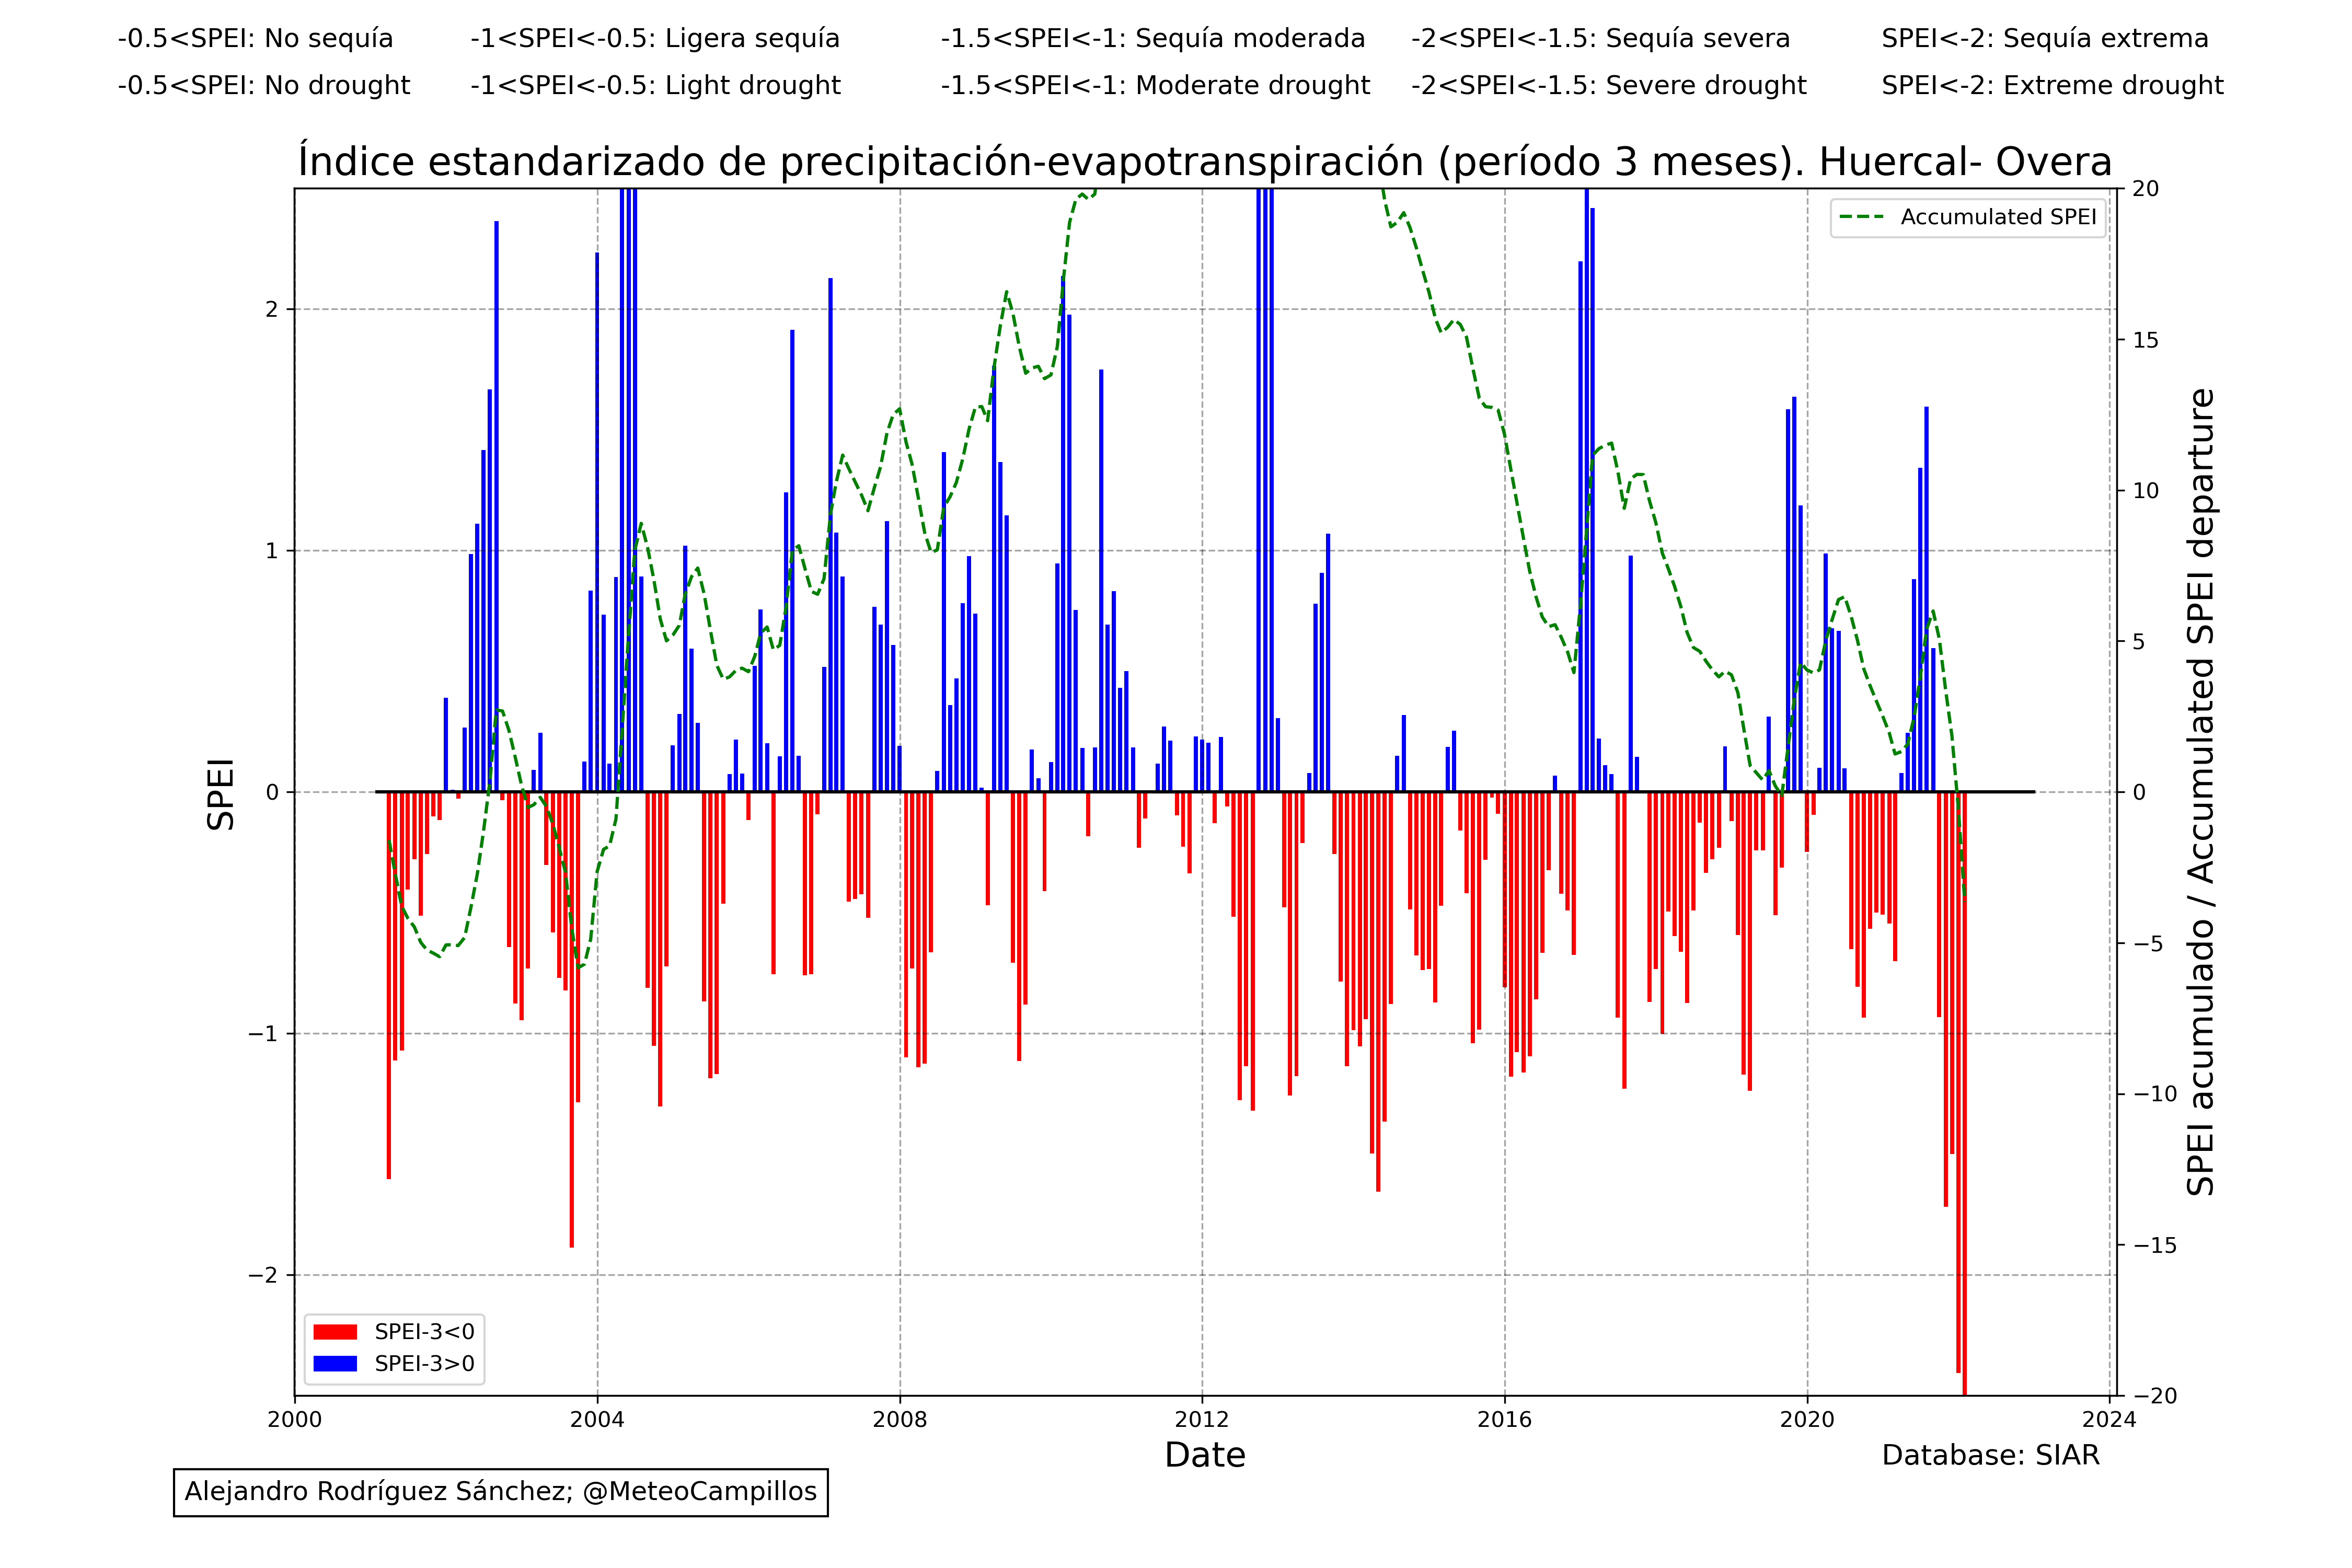 -0.5<SPEI: No sequía -1<SPEI<-0.5: Ligera sequía -1.5<SPEI<-1: Sequía moderada -2<SPEI<-1.5: Sequía severa SPEI<-2: Sequía extrema
-0.5<SPEI: No drought -1<SPEI<-0.5: Light drought -1.5<SPEI<-1: Moderate drought -2<SPEI<-1.5: Severe drought SPEI<-2: Extreme drought
Índice estandarizado de precipitación-evapotranspiración (período 3 meses). Huercal- Overa
Accumulated SPEI
SPEI
2
1
0
−1
−2
20
15
10
5
0
−5
−10
−15
−20
SPEI acumulado / Accumulated SPEI departure
SPEI-3<0
SPEI-3>0
2000 2004 2008 2012 2016 2020 2024
Date
Database: SIAR
Alejandro Rodríguez Sánchez; @MeteoCampillos